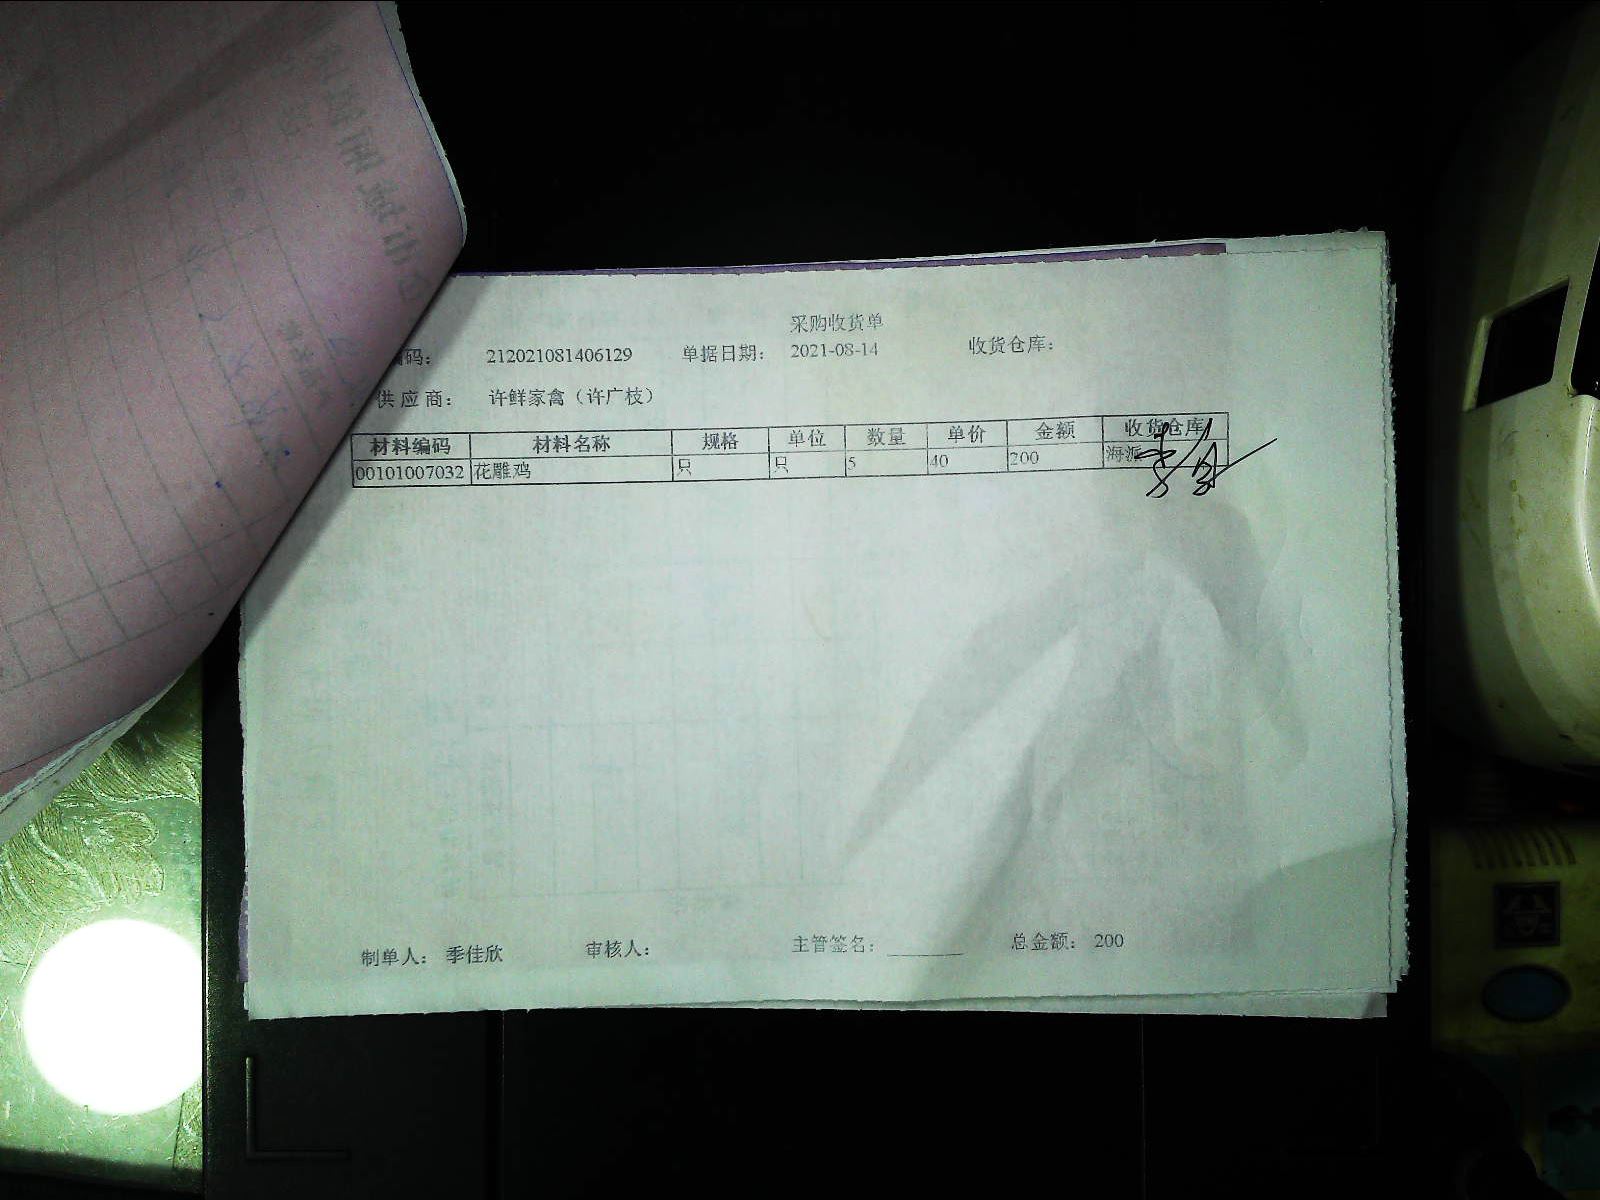 采购收货单
编码： 212021081406129 单据日期： 2021-08-14 收货仓库：
供应商： 许鲜家禽（许广枝）
材料编码 材料名称 规格 单位 数量 单价 金额 收货仓库
00101007032 花雕鸡 只 只 5 40 200 海派
制单人： 季佳欣 审核人： 主管签名： 总金额： 200